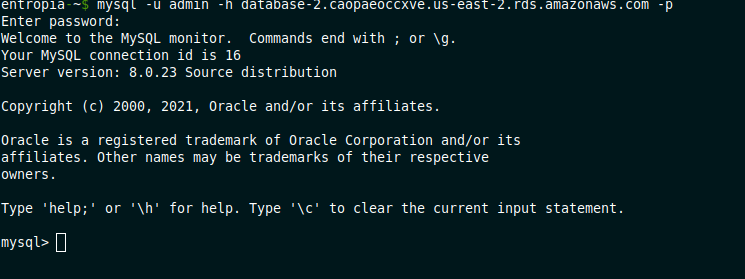 entropia-~$ mysql -u admin -h database-2.caopaeoccxve.us-east-2.rds.amazonaws.com -p
Enter password:
Welcome to the MySQL monitor.  Commands end with ; or \g.
Your MySQL connection id is 16
Server version: 8.0.23 Source distribution
Copyright (c) 2000, 2021, Oracle and/or its affiliates.
Oracle is a registered trademark of Oracle Corporation and/or its
affiliates. Other names may be trademarks of their respective
owners.
Type 'help;' or '\h' for help. Type '\c' to clear the current input statement.
mysql>